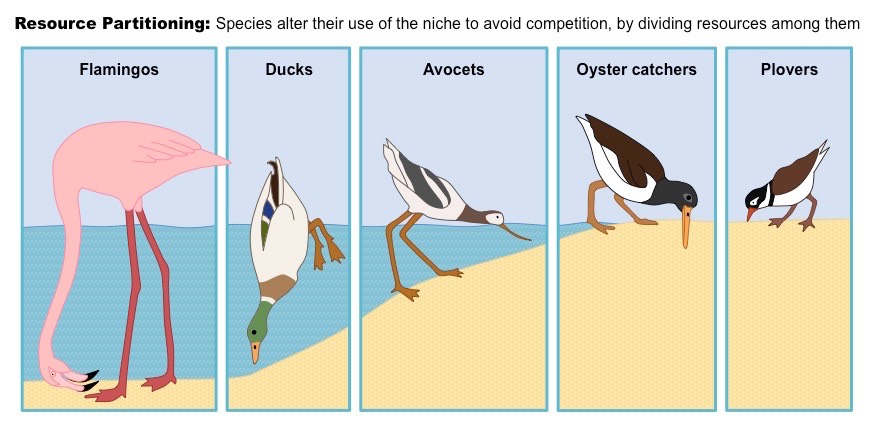 Resource Partitioning: Species alter their use of the niche to avoid competition, by dividing resources among them
Flamingos
Ducks
Avocets
Oyster catchers
Plovers